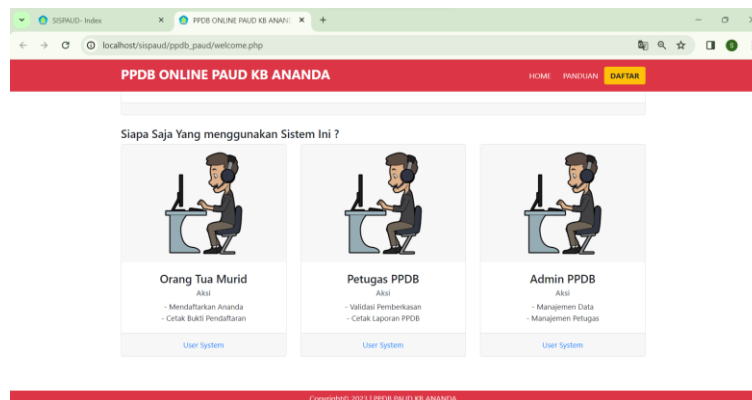 SISPAUD- Index
PPDB ONLINE PAUD KB ANAN
localhost/sispaud/ppdb_paud/welcome.php
PPDB ONLINE PAUD KB ANANDA
HOME PANDUAN DAFTAR
Siapa Saja Yang menggunakan Sistem Ini ?
Orang Tua Murid
Aksi
- Mendaftarkan Ananda
- Cetak Bukti Pendaftaran
User System
Petugas PPDB
Aksi
- Validasi Pemberkasan
- Cetak Laporan PPDB
User System
Admin PPDB
Aksi
- Manajemen Data
- Manajemen Petugas
User System
Copyright© 2023 | PPDB PAUD KB ANANDA